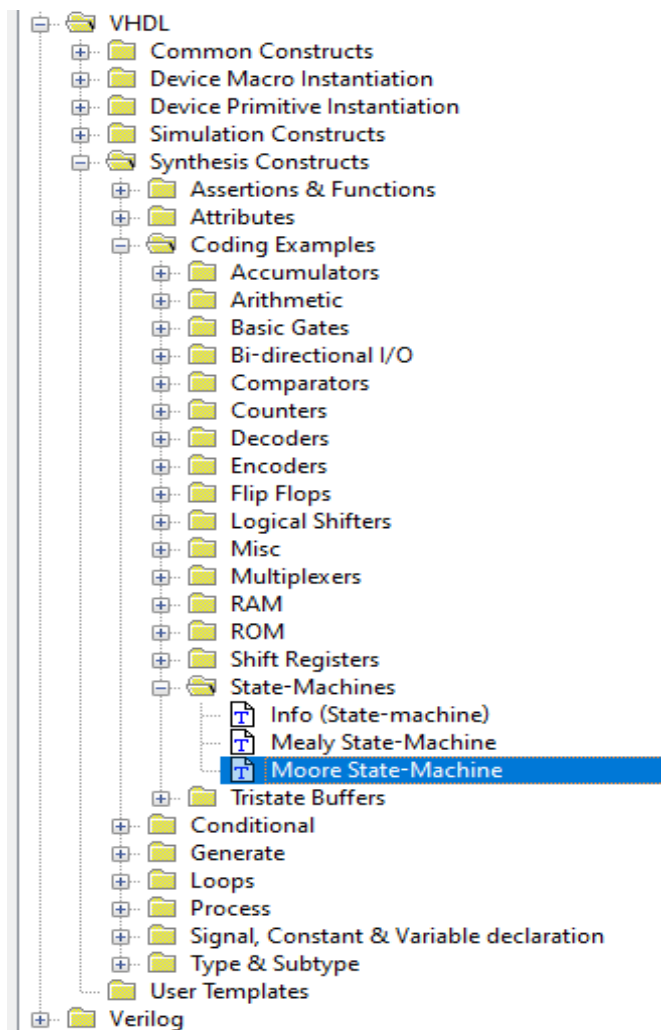 VHDL
Common Constructs
Device Macro Instantiation
Device Primitive Instantiation
Simulation Constructs
Synthesis Constructs
Assertions & Functions
Attributes
Coding Examples
Accumulators
Arithmetic
Basic Gates
Bi-directional I/O
Comparators
Counters
Decoders
Encoders
Flip Flops
Logical Shifters
Misc
Multiplexers
RAM
ROM
Shift Registers
State-Machines
Info (State-machine)
Mealy State-Machine
Moore State-Machine
Tristate Buffers
Conditional
Generate
Loops
Process
Signal, Constant & Variable declaration
Type & Subtype
User Templates
Verilog